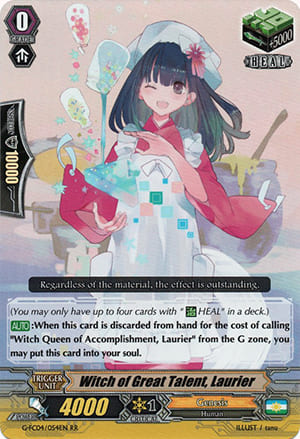 0
GRADE
+5000
HEAL
SHIELD
10000
Regardless of the material, the effect is outstanding.
(You may only have up to four cards with " HEAL" in a deck.)
AUTO :When this card is discarded from hand for the cost of calling
"Witch Queen of Accomplishment, Laurier" from the G zone, you
may put this card into your soul.
TRIGGER
UNIT
Witch of Great Talent, Laurier
4000
1
CRITICAL
Genesis
Human
G-FC04/054EN RR
ILLUST / tanu